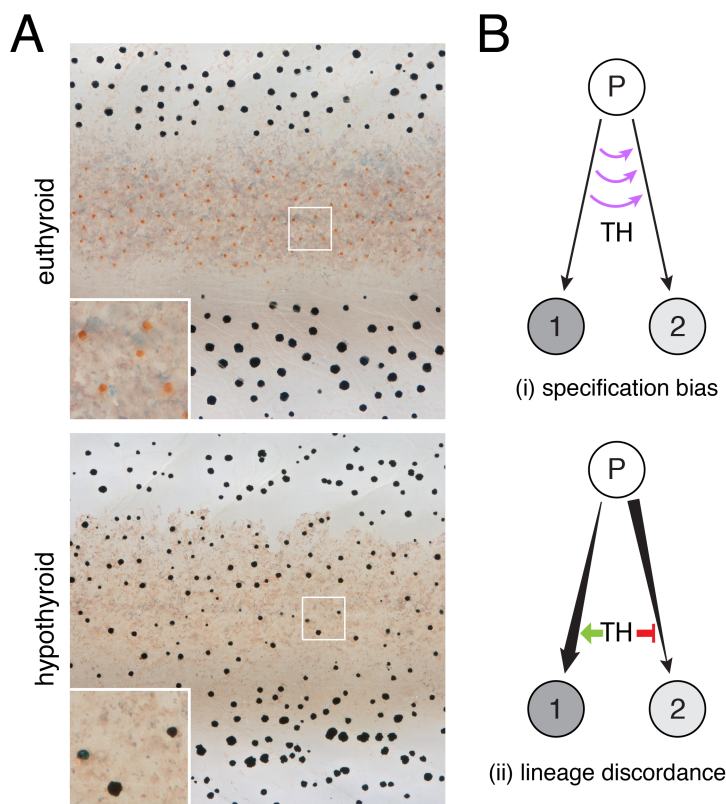 A
euthyroid
hypothyroid
B
P
TH
1
2
(i) specification bias
P
TH
1
2
(ii) lineage discordance